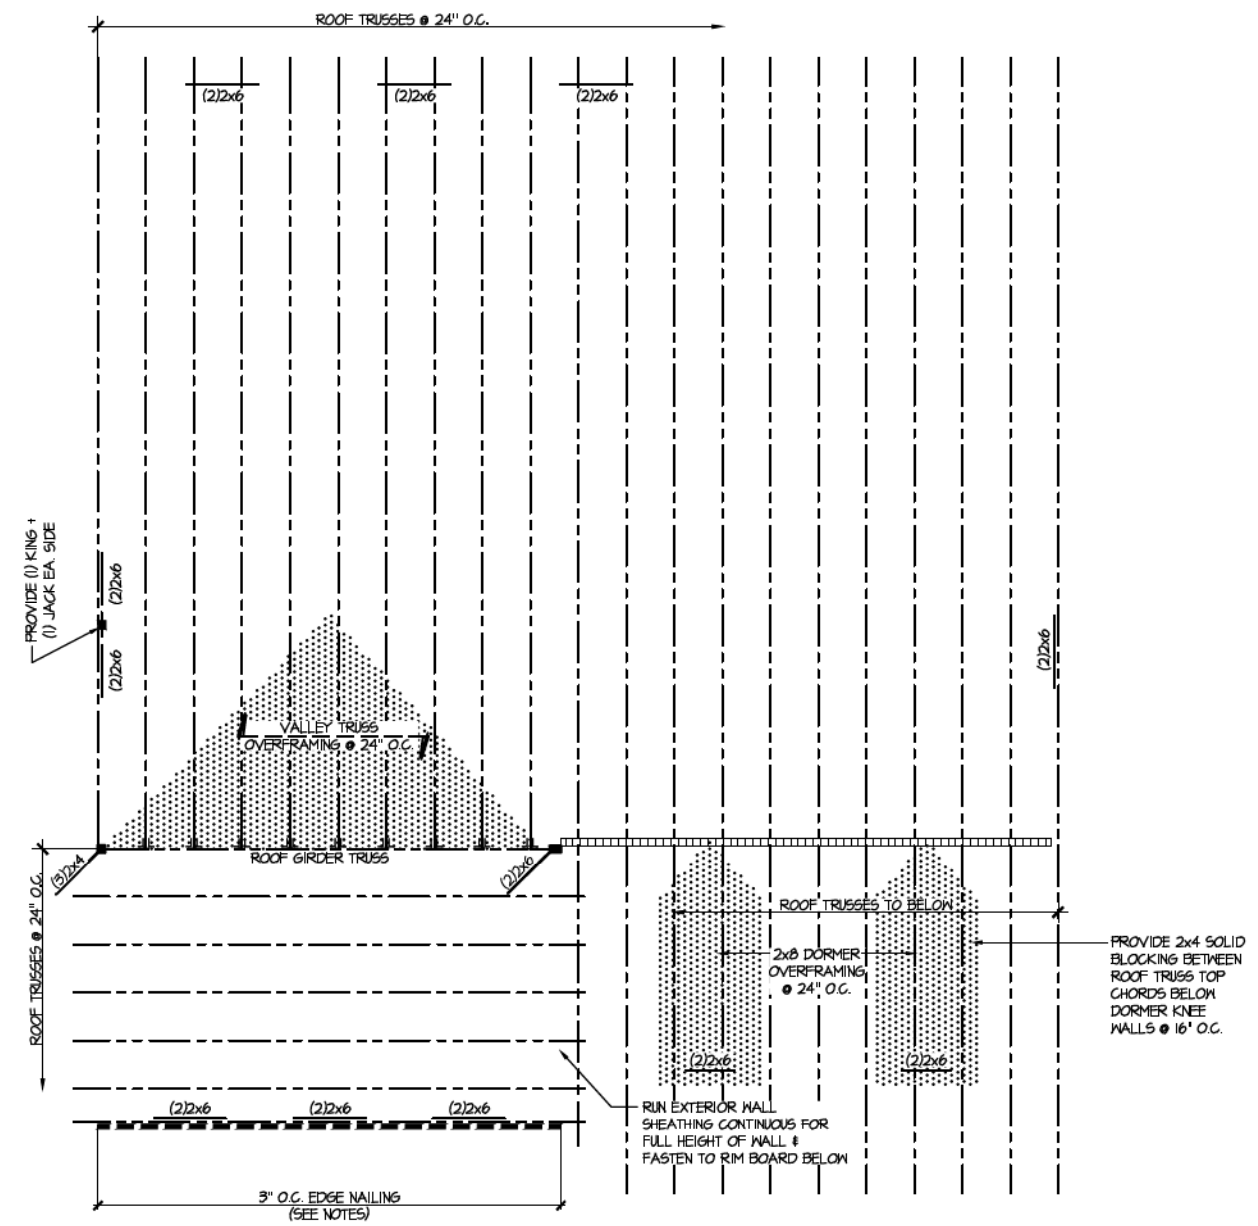 ROOF TRUSSES @ 24" O.C.
(2)2x6
(2)2x6
(2)2x6
PROVIDE (1) KING +
(1) JACK EA. SIDE
(2)2x6
(2)2x6
(2)2x6
VALLEY TRUSS
OVERFRAMING @ 24" O.C.
ROOF GIRDER TRUSS
(3)2x4
(2)2x6
ROOF TRUSSES @ 24" O.C.
ROOF TRUSSES TO BELOW
2x8 DORMER
OVERFRAMING
@ 24" O.C.
PROVIDE 2x4 SOLID
BLOCKING BETWEEN
ROOF TRUSS TOP
CHORDS BELOW
DORMER KNEE
WALLS @ 16" O.C.
(2)2x6
(2)2x6
(2)2x6
(2)2x6
(2)2x6
RUN EXTERIOR WALL
SHEATHING CONTINUOUS FOR
FULL HEIGHT OF WALL &
FASTEN TO RIM BOARD BELOW
3" O.C. EDGE NAILING
(SEE NOTES)